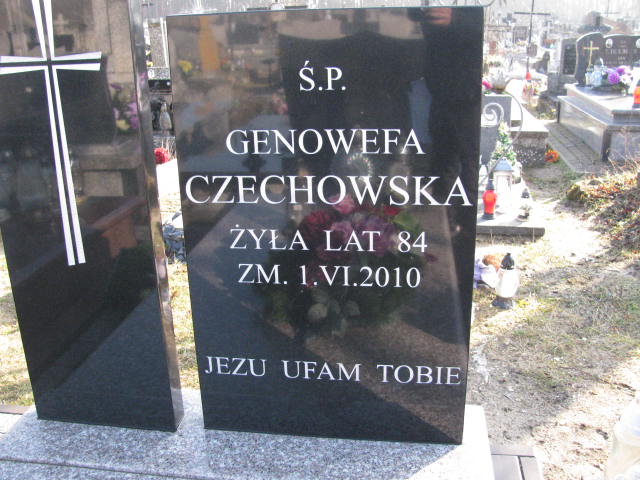 Ś.P.
GENOWEFA
CZECHOWSKA
ŻYŁA LAT 84
ZM. 1.VI.2010
JEZU UFAM TOBIE